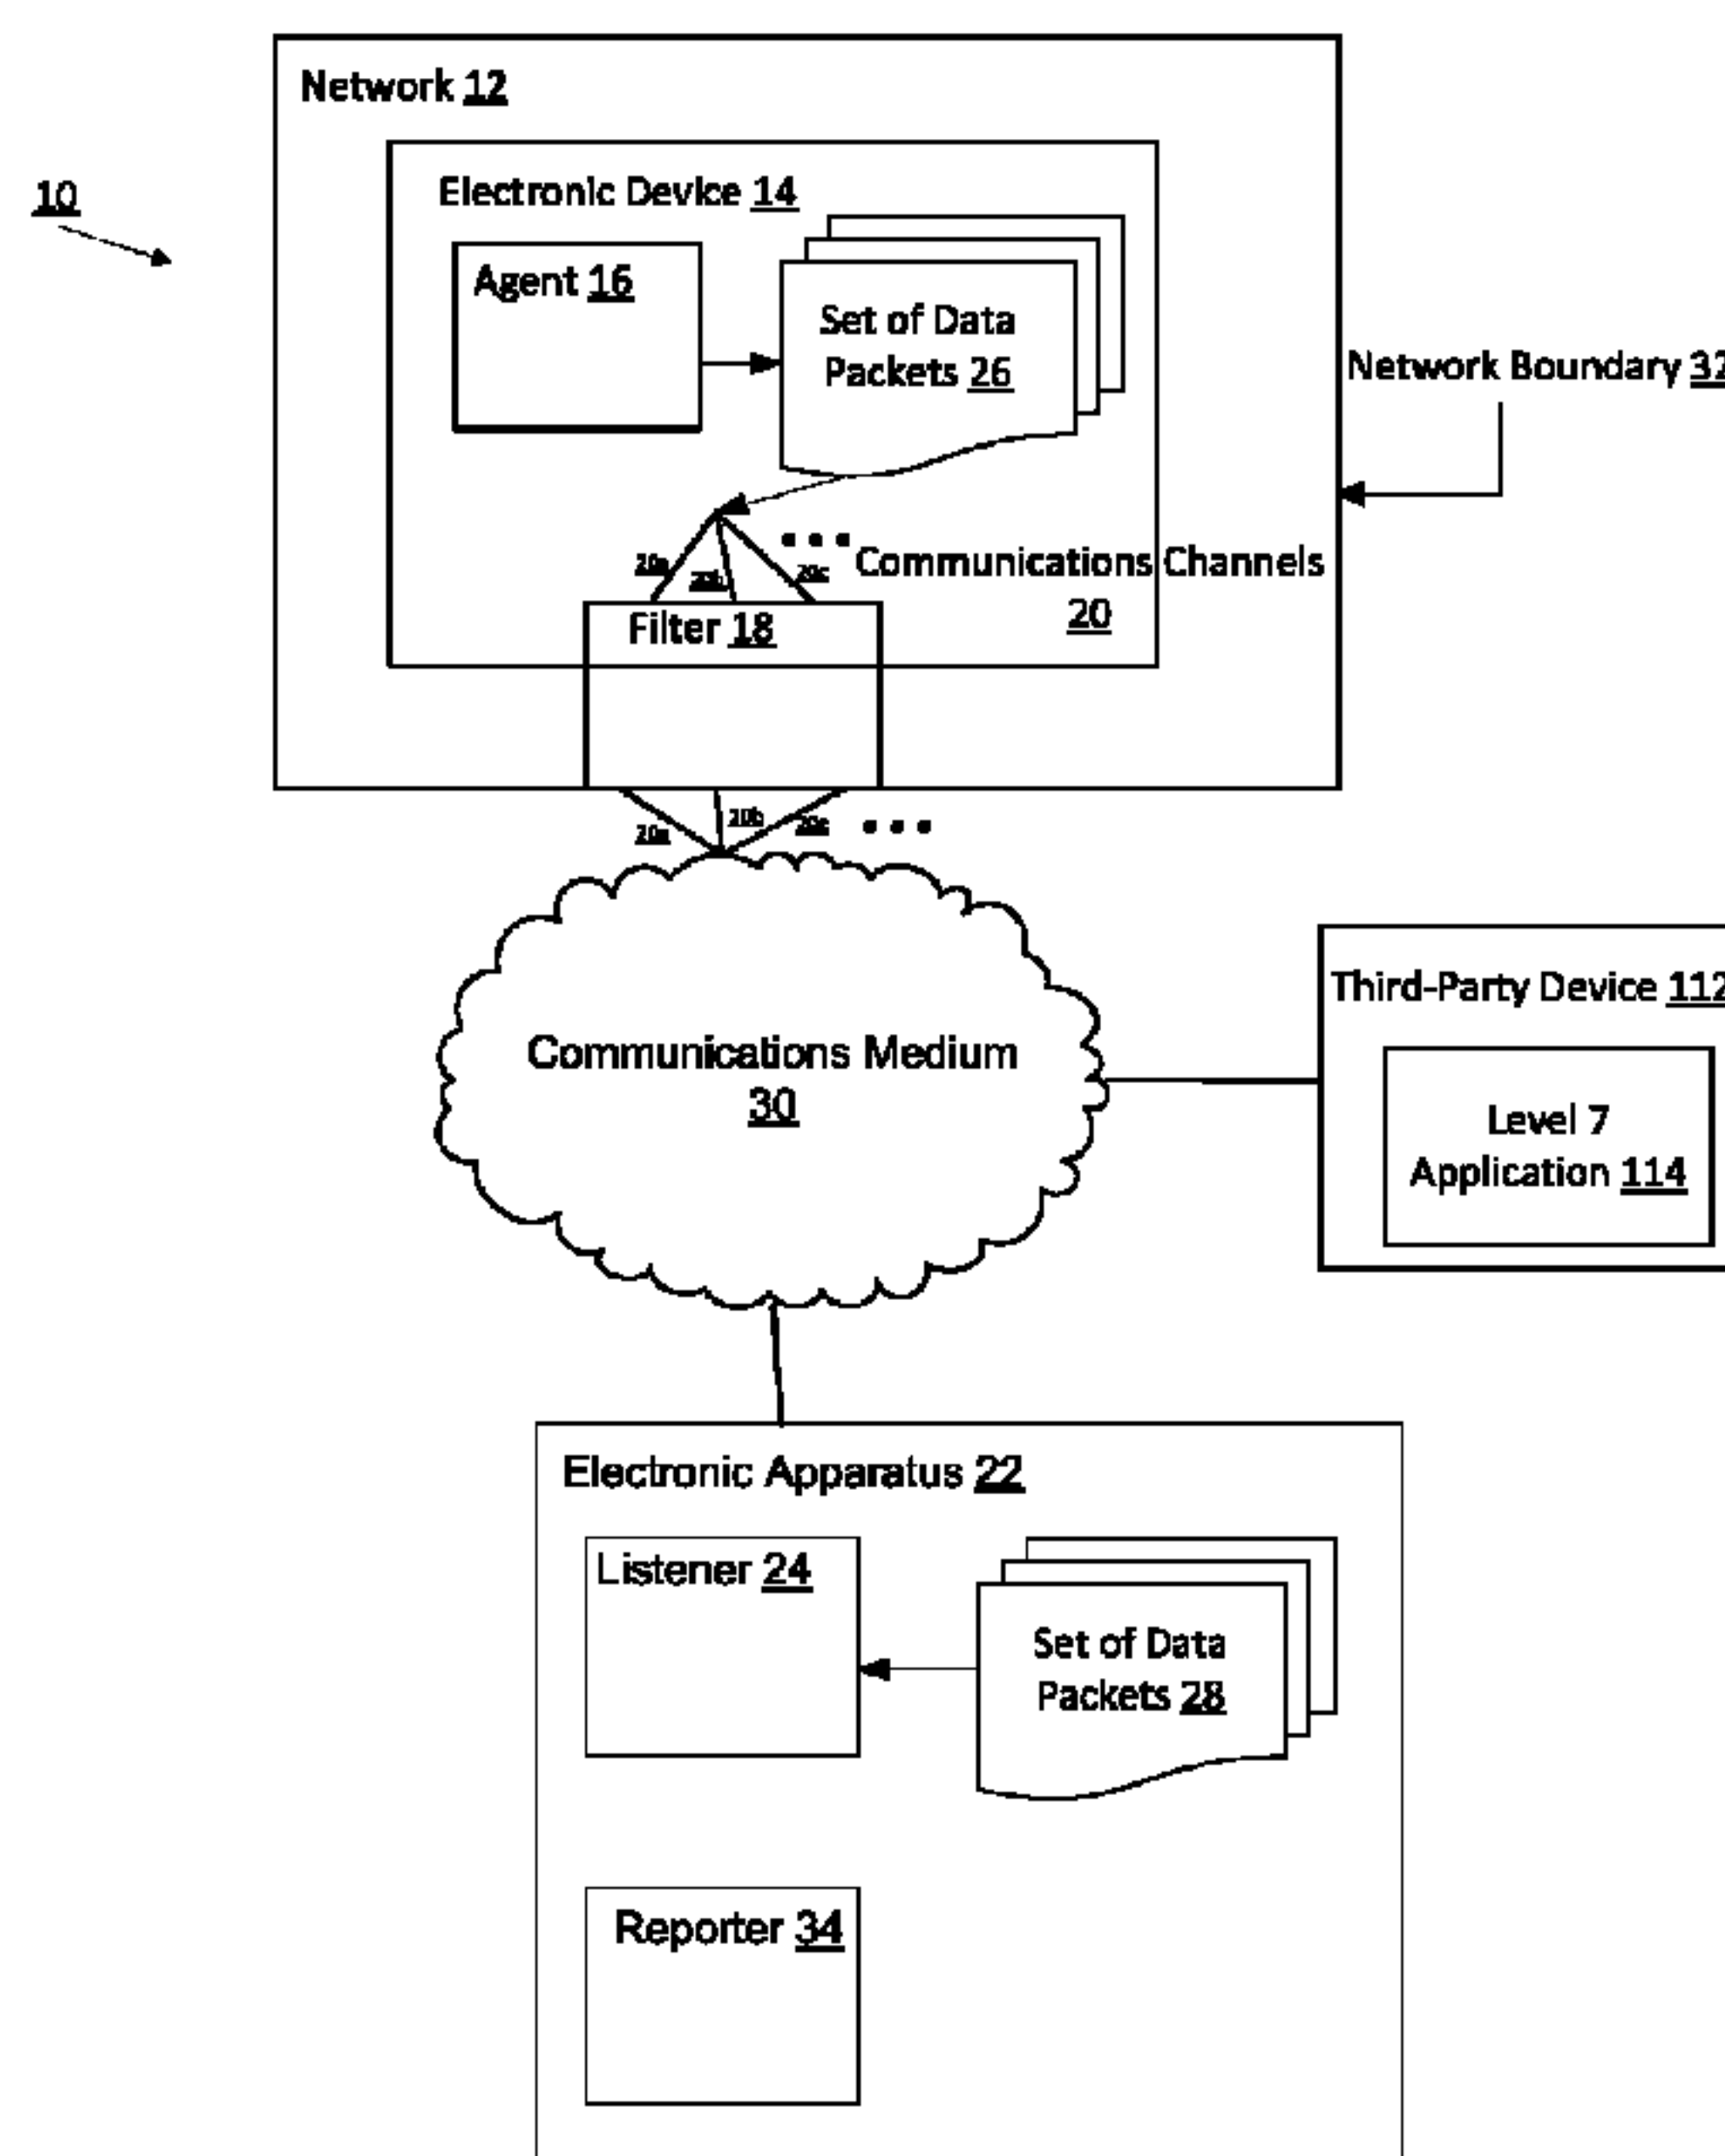 Network 12
10
Electronic Device 14
Agent 16
Set of Data
Packets 26
Network Boundary 32
20a
20b
20c
Communications Channels
20
Filter 18
20a
20b
20c
Communications Medium
30
Third-Party Device 112
Level 7
Application 114
Electronic Apparatus 22
Listener 24
Set of Data
Packets 28
Reporter 34